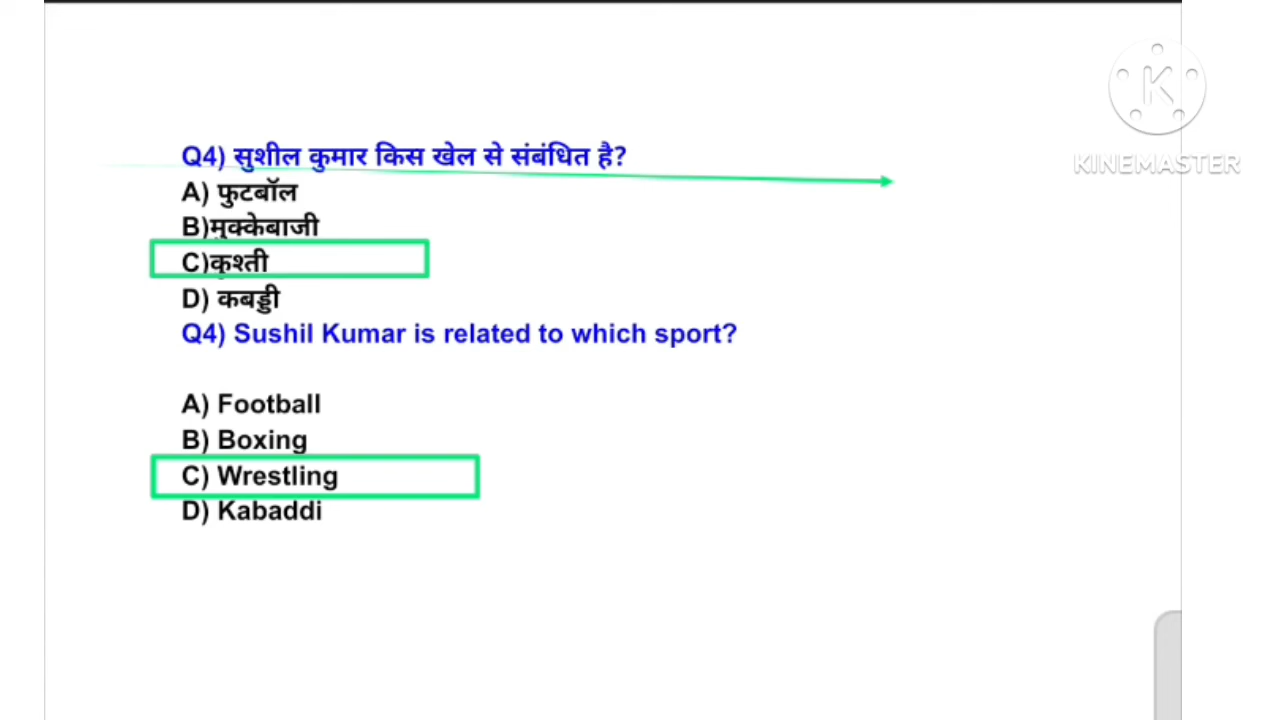 Q4) सुशील कुमार किस खेल से संबंधित है?
A) फुटबॉल
B)मुक्केबाजी
C)कुश्ती
D) कबड्डी
Q4) Sushil Kumar is related to which sport?
A) Football
B) Boxing
C) Wrestling
D) Kabaddi
K
KINEMASTER